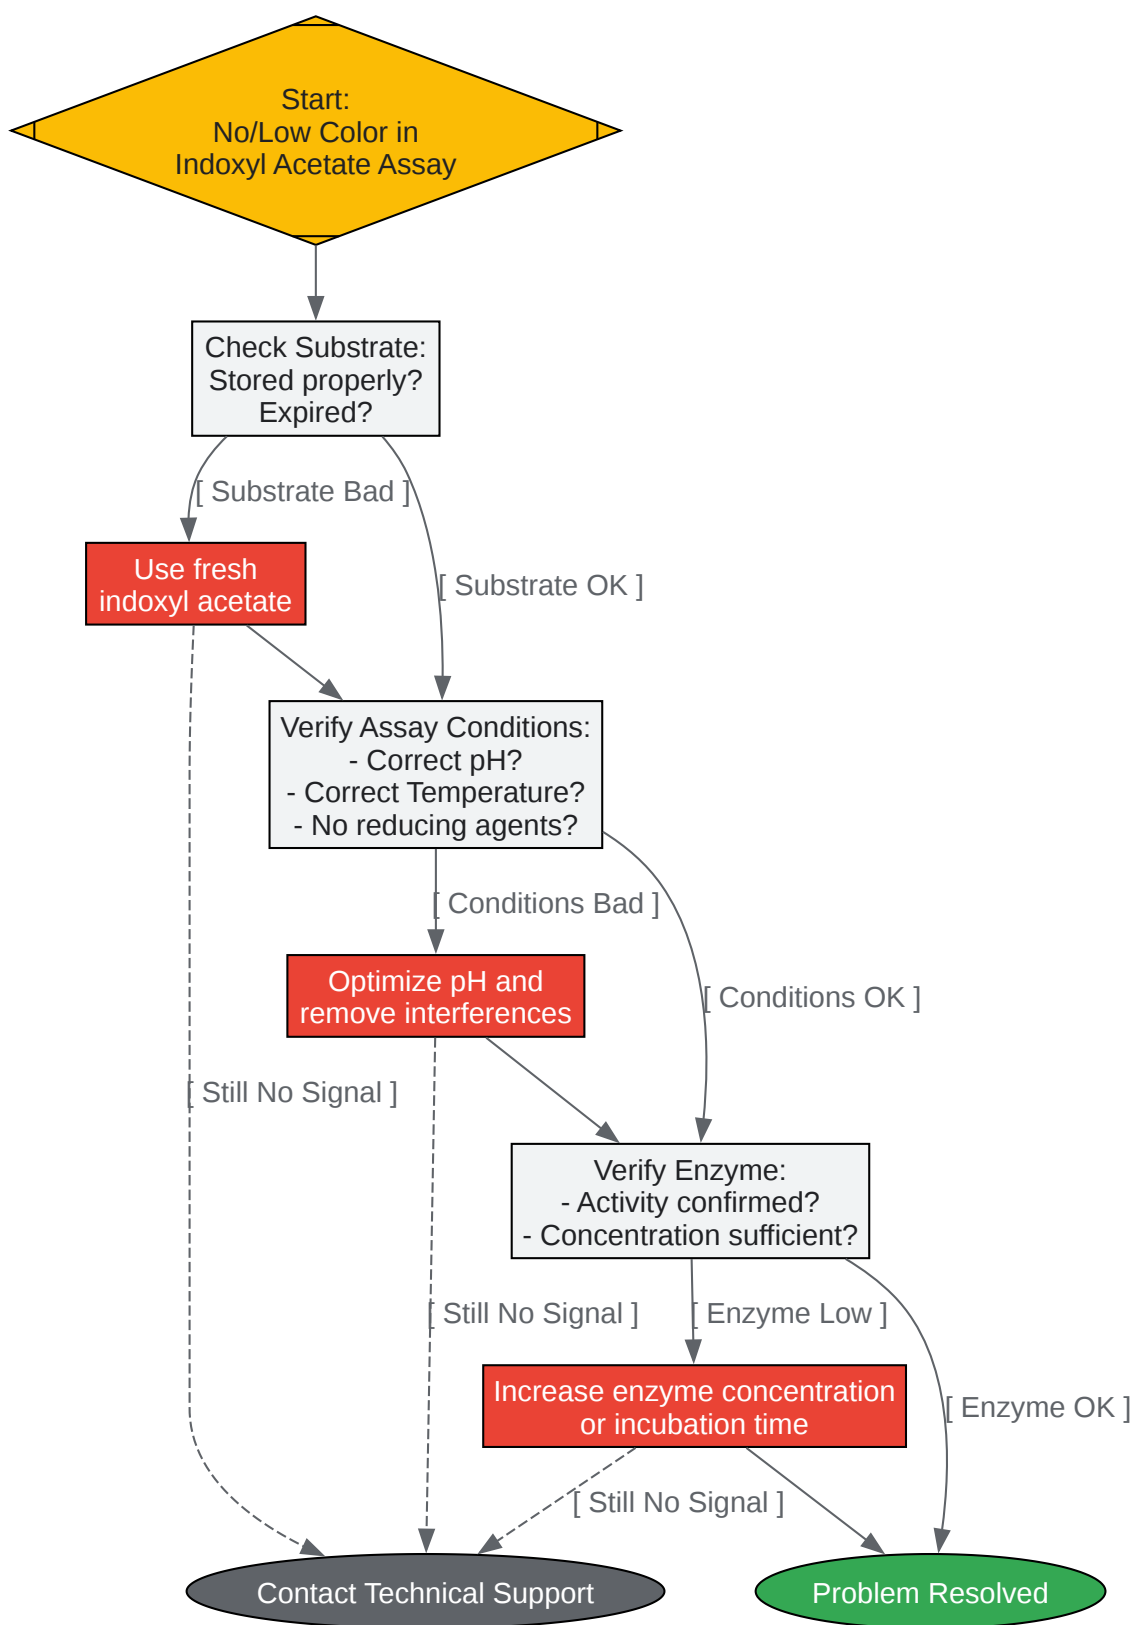 Start:
No/Low Color in
Indoxyl Acetate Assay
Check Substrate:
Stored properly?
Expired?
[ Substrate Bad ]
Use fresh
indoxyl acetate
[ Substrate OK ]
Verify Assay Conditions:
- Correct pH?
- Correct Temperature?
- No reducing agents?
[ Conditions Bad ]
Optimize pH and
remove interferences
[ Conditions OK ]
[ Still No Signal ]
Verify Enzyme:
- Activity confirmed?
- Concentration sufficient?
[ Still No Signal ]
[ Enzyme Low ]
Increase enzyme concentration
or incubation time
[ Enzyme OK ]
[ Still No Signal ]
Contact Technical Support
Problem Resolved